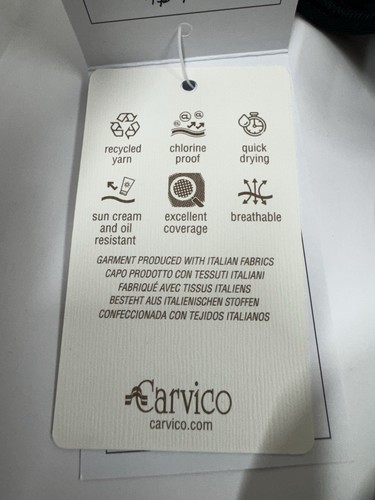 recycled yarn
chlorine proof
quick drying
sun cream and oil resistant
excellent coverage
breathable
GARMENT PRODUCED WITH ITALIAN FABRICS
CAPO PRODOTTO CON TESSUTI ITALIANI
FABRIQUÉ AVEC TISSUS ITALIENS
BESTEHT AUS ITALIENISCHEN STOFFEN
CONFECCIONADA CON TEJIDOS ITALIANOS
Carvico
carvico.com